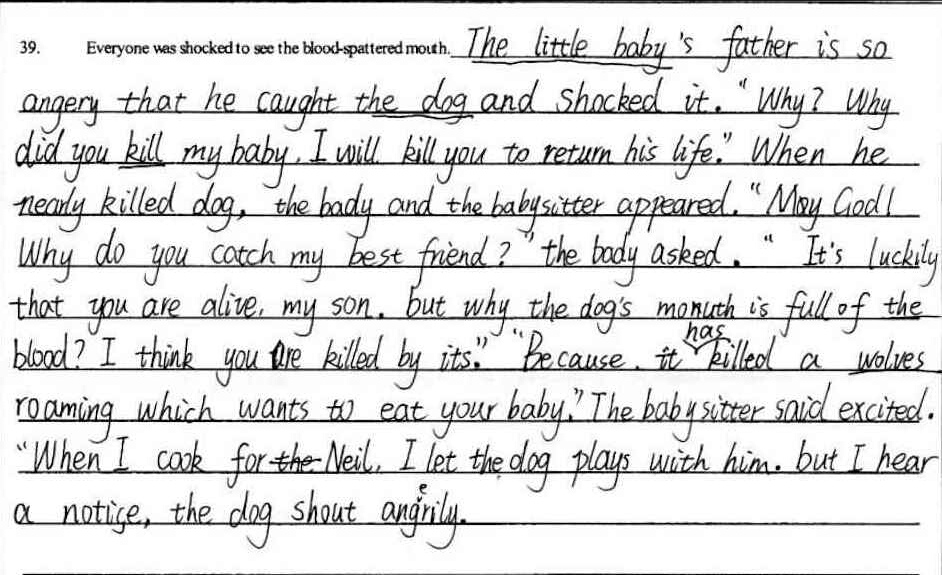 39. Everyone was shocked to see the blood-spattered mouth. The little baby's father is so
angery that he caught the dog and shocked it. "Why? Why
did you kill my baby. I will kill you to return his life." When he
nearly killed dog, the bady and the babysitter appeared. "May God!
Why do you catch my best friend?" the body asked. "It's luckily
that you are alive, my son. but why the dog's monuth is full of the
blood? I think you are killed by its." "Because. it has killed a wolves
roaming which wants to eat your baby." The babysitter said excited.
"When I cook for the Neil, I let the dog plays with him. but I hear
a notige, the dog shout angerily.